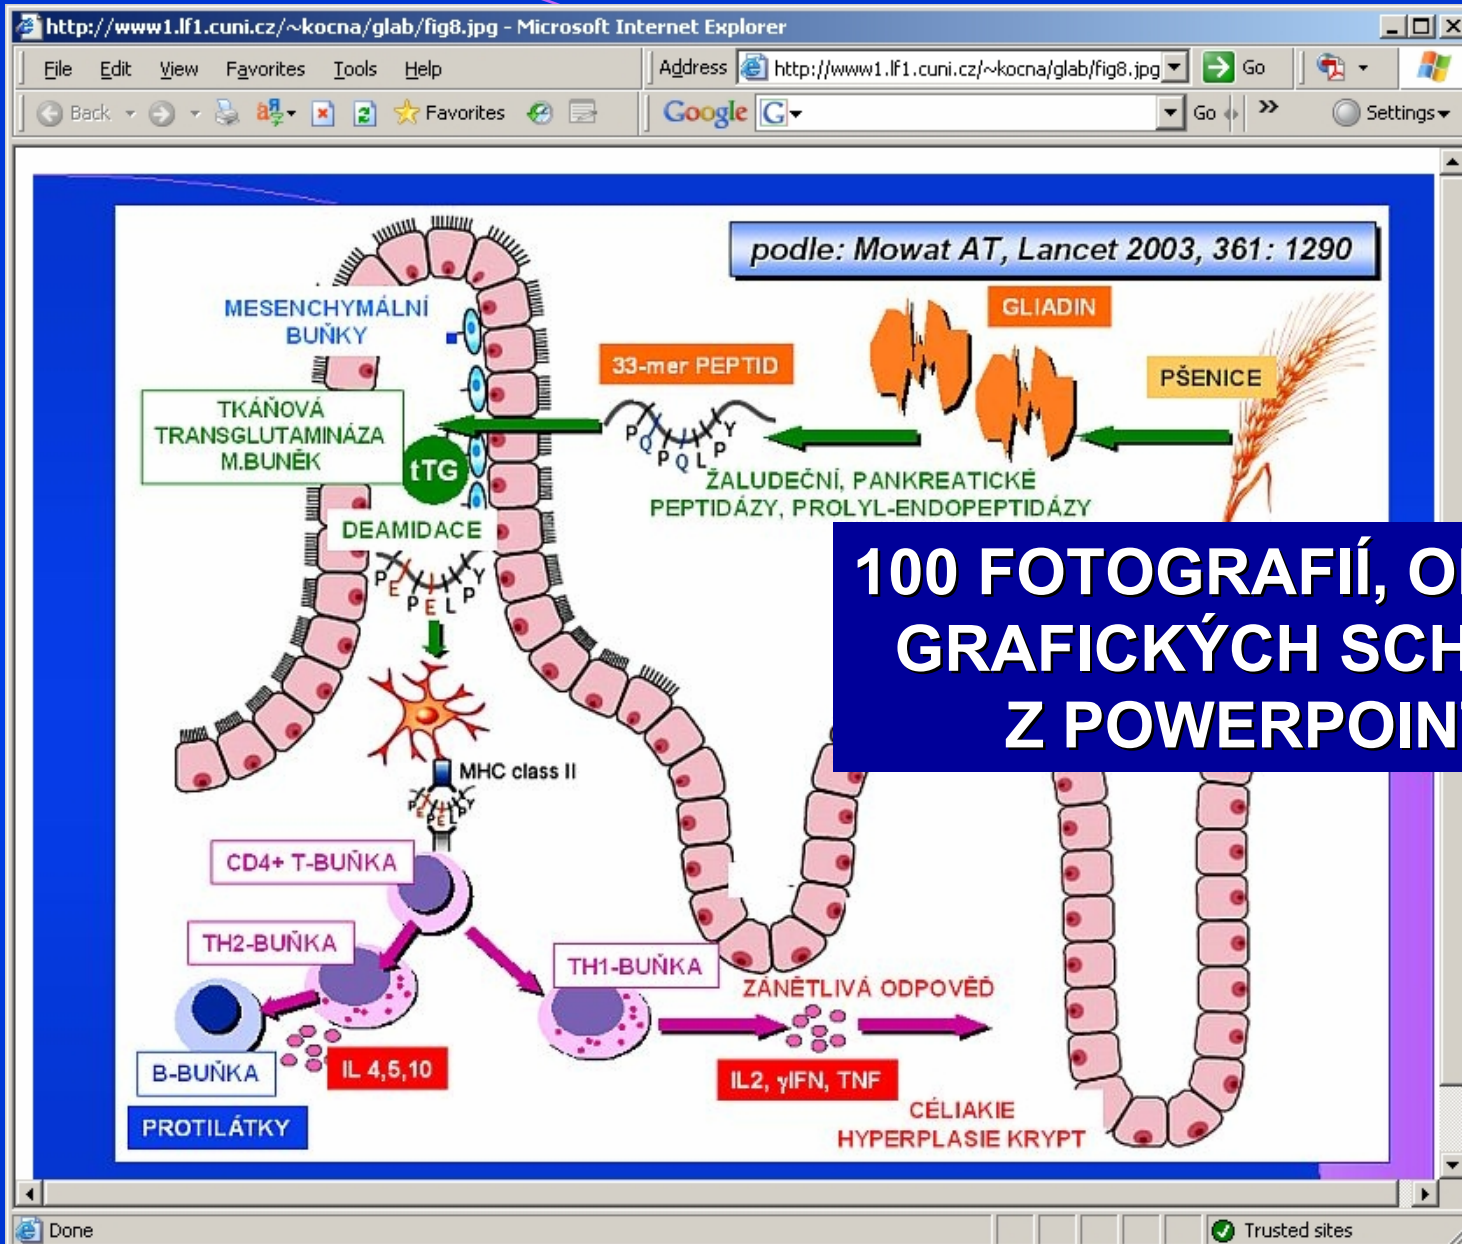 http://www1.lf1.cuni.cz/~kocna/glab/fig8.jpg - Microsoft Internet Explorer
File Edit View Favorites Tools Help
Address http://www1.lf1.cuni.cz/~kocna/glab/fig8.jpg Go
Back Favorites
Google G Go » Settings
podle: Mowat AT, Lancet 2003, 361: 1290
MESENCHYMÁLNÍ
BUŇKY
GLIADIN
33-mer PEPTID
PŠENICE
TKÁŇOVÁ
TRANSGLUTAMINÁZA
M.BUNĚK
tTG
P Q P Q L P Y
ŽALUDEČNÍ, PANKREATICKÉ
PEPTIDÁZY, PROLYL-ENDOPEPTIDÁZY
DEAMIDACE
P E P E L P Y
100 FOTOGRAFIÍ,
GRAFICKÝCH
Z
MHC class II
P E P E L P Y
CD4+ T-BUŇKA
TH2-BUŇKA
TH1-BUŇKA
ZÁNĚTLIVÁ ODPOVĚĎ
B-BUŇKA
IL 4,5,10
IL2, γIFN, TNF
PROTILÁTKY
CÉLIAKIE
HYPERPLASIE KRYPT
Done
Trusted sites